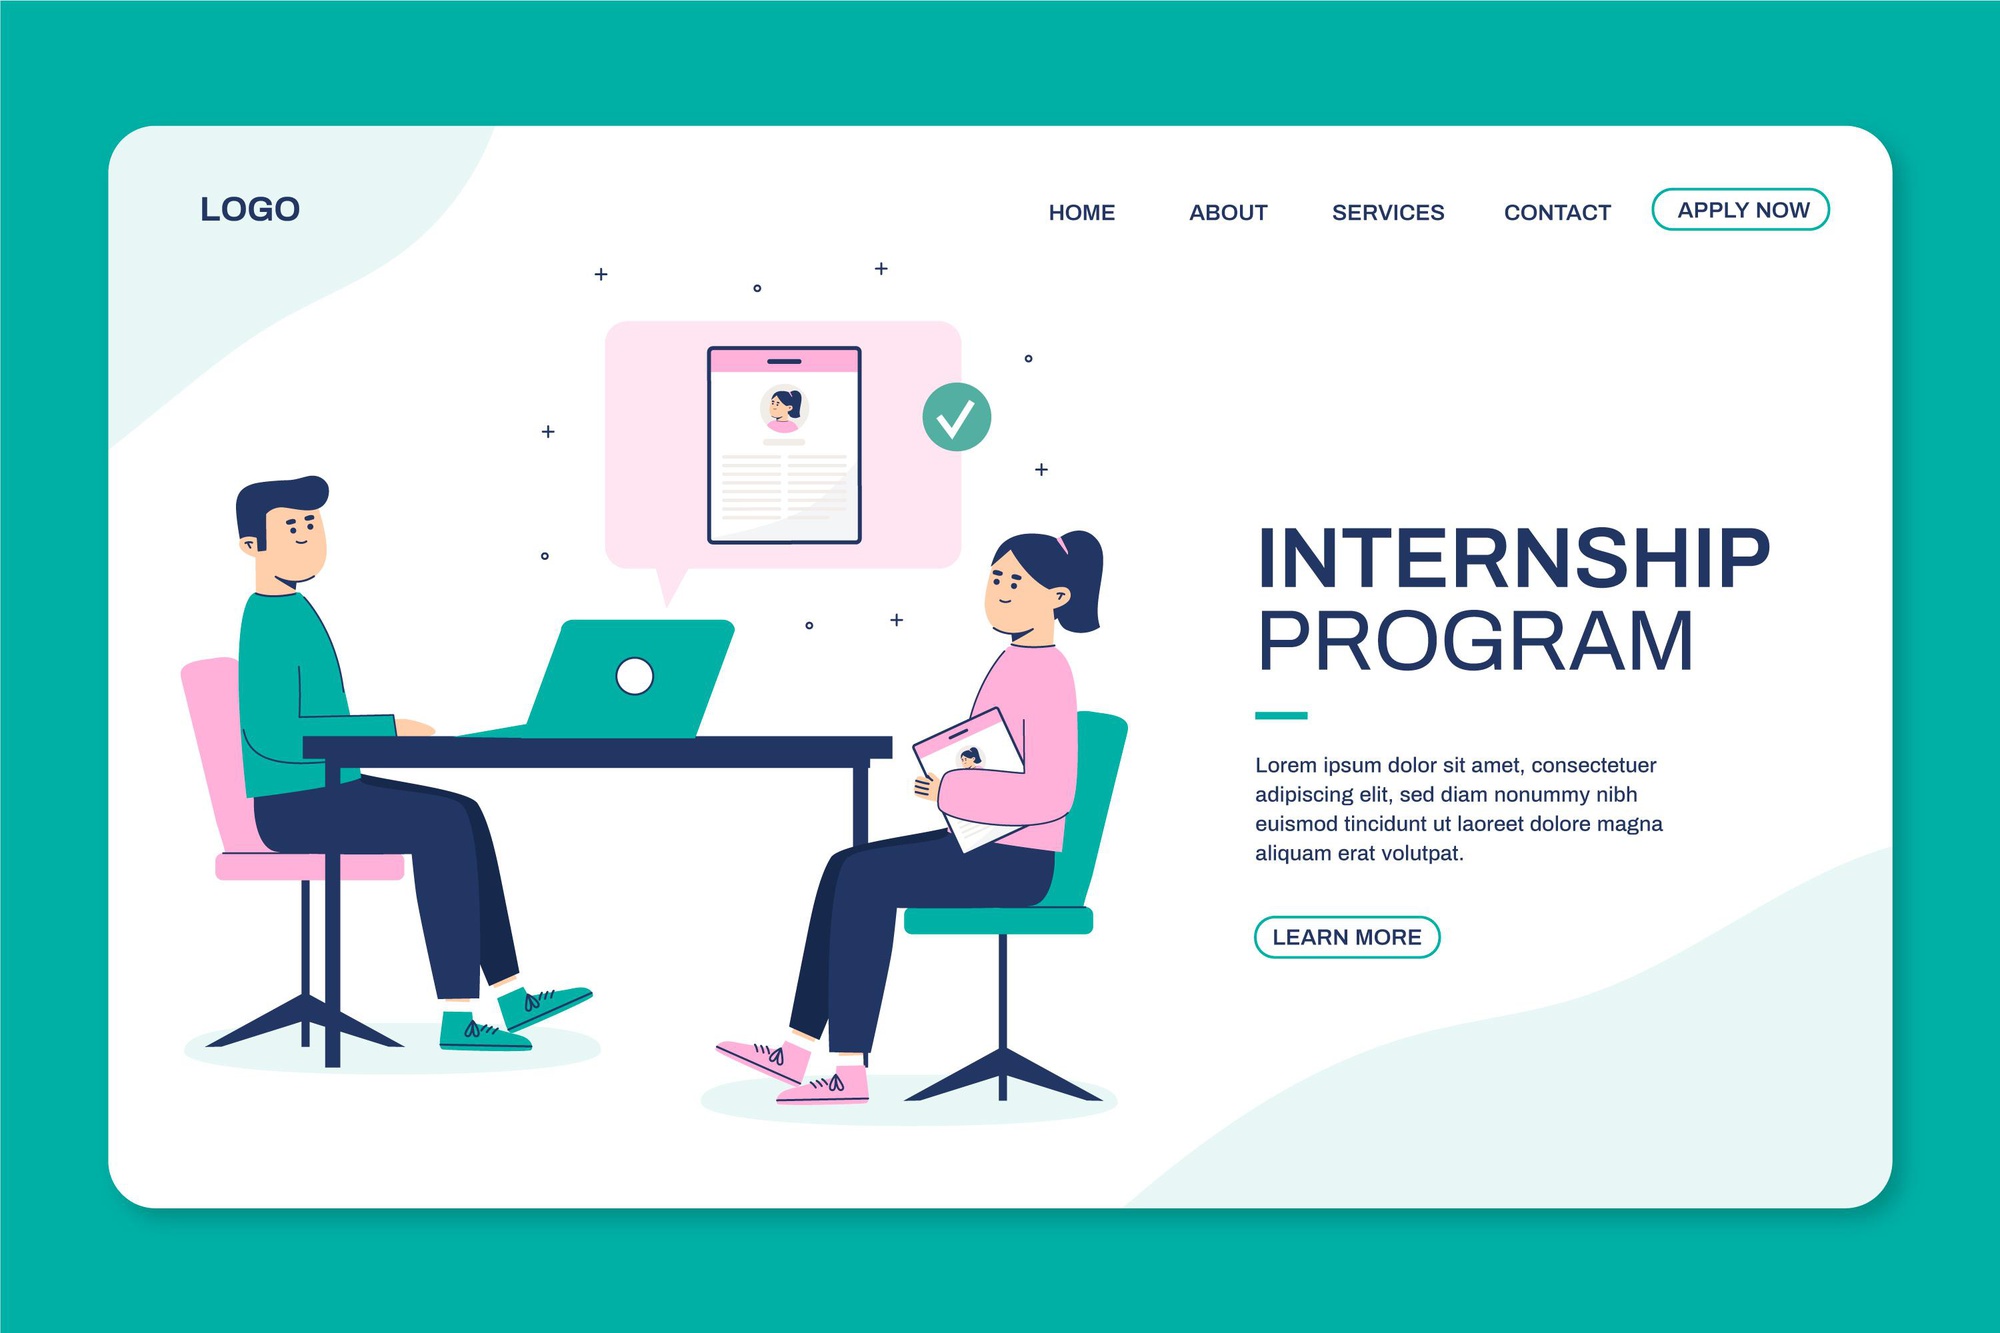 LOGO
HOME ABOUT SERVICES CONTACT APPLY NOW
INTERNSHIP
PROGRAM
Lorem ipsum dolor sit amet, consectetuer
adipiscing elit, sed diam nonummy nibh
euismod tincidunt ut laoreet dolore magna
aliquam erat volutpat.
LEARN MORE